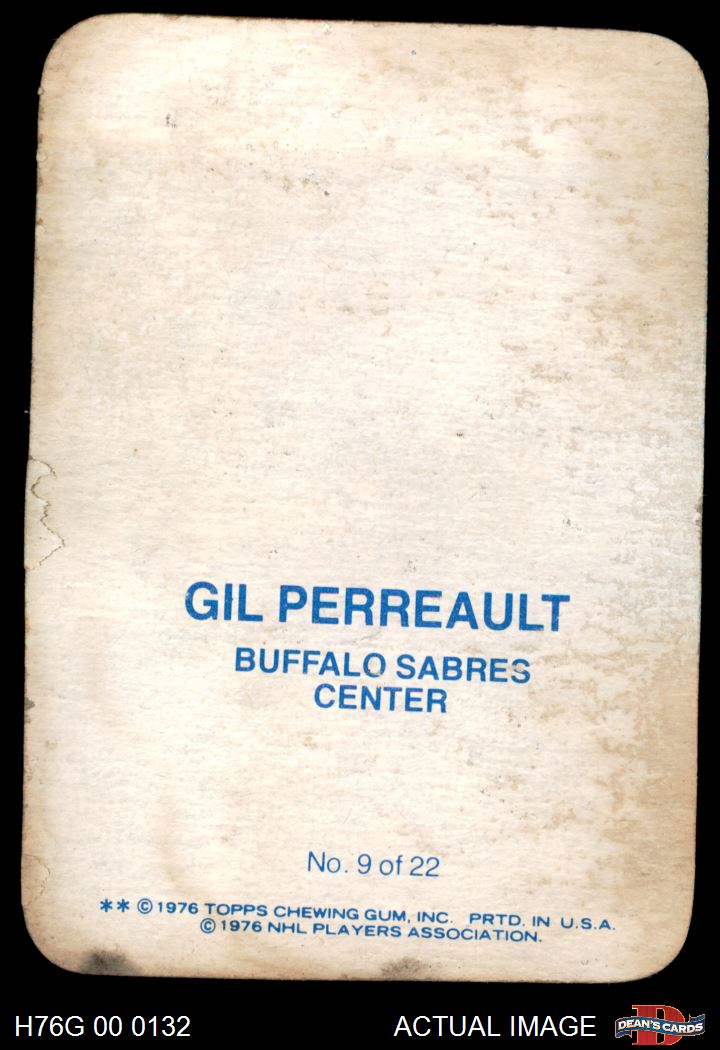 GIL PERREAULT
BUFFALO SABRES
CENTER
No. 9 of 22
** ©1976 TOPPS CHEWING GUM, INC. PRTD. IN U.S.A.
©1976 NHL PLAYERS ASSOCIATION.
H76G 00 0132
ACTUAL IMAGE
D
DEAN'S CARDS